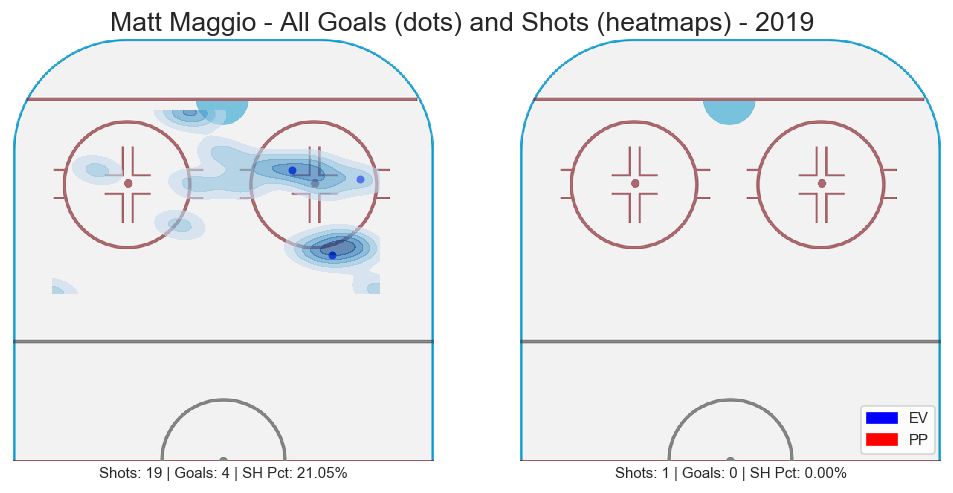 Matt Maggio - All Goals (dots) and Shots (heatmaps) - 2019
EV
PP
Shots: 19 | Goals: 4 | SH Pct: 21.05%
Shots: 1 | Goals: 0 | SH Pct: 0.00%